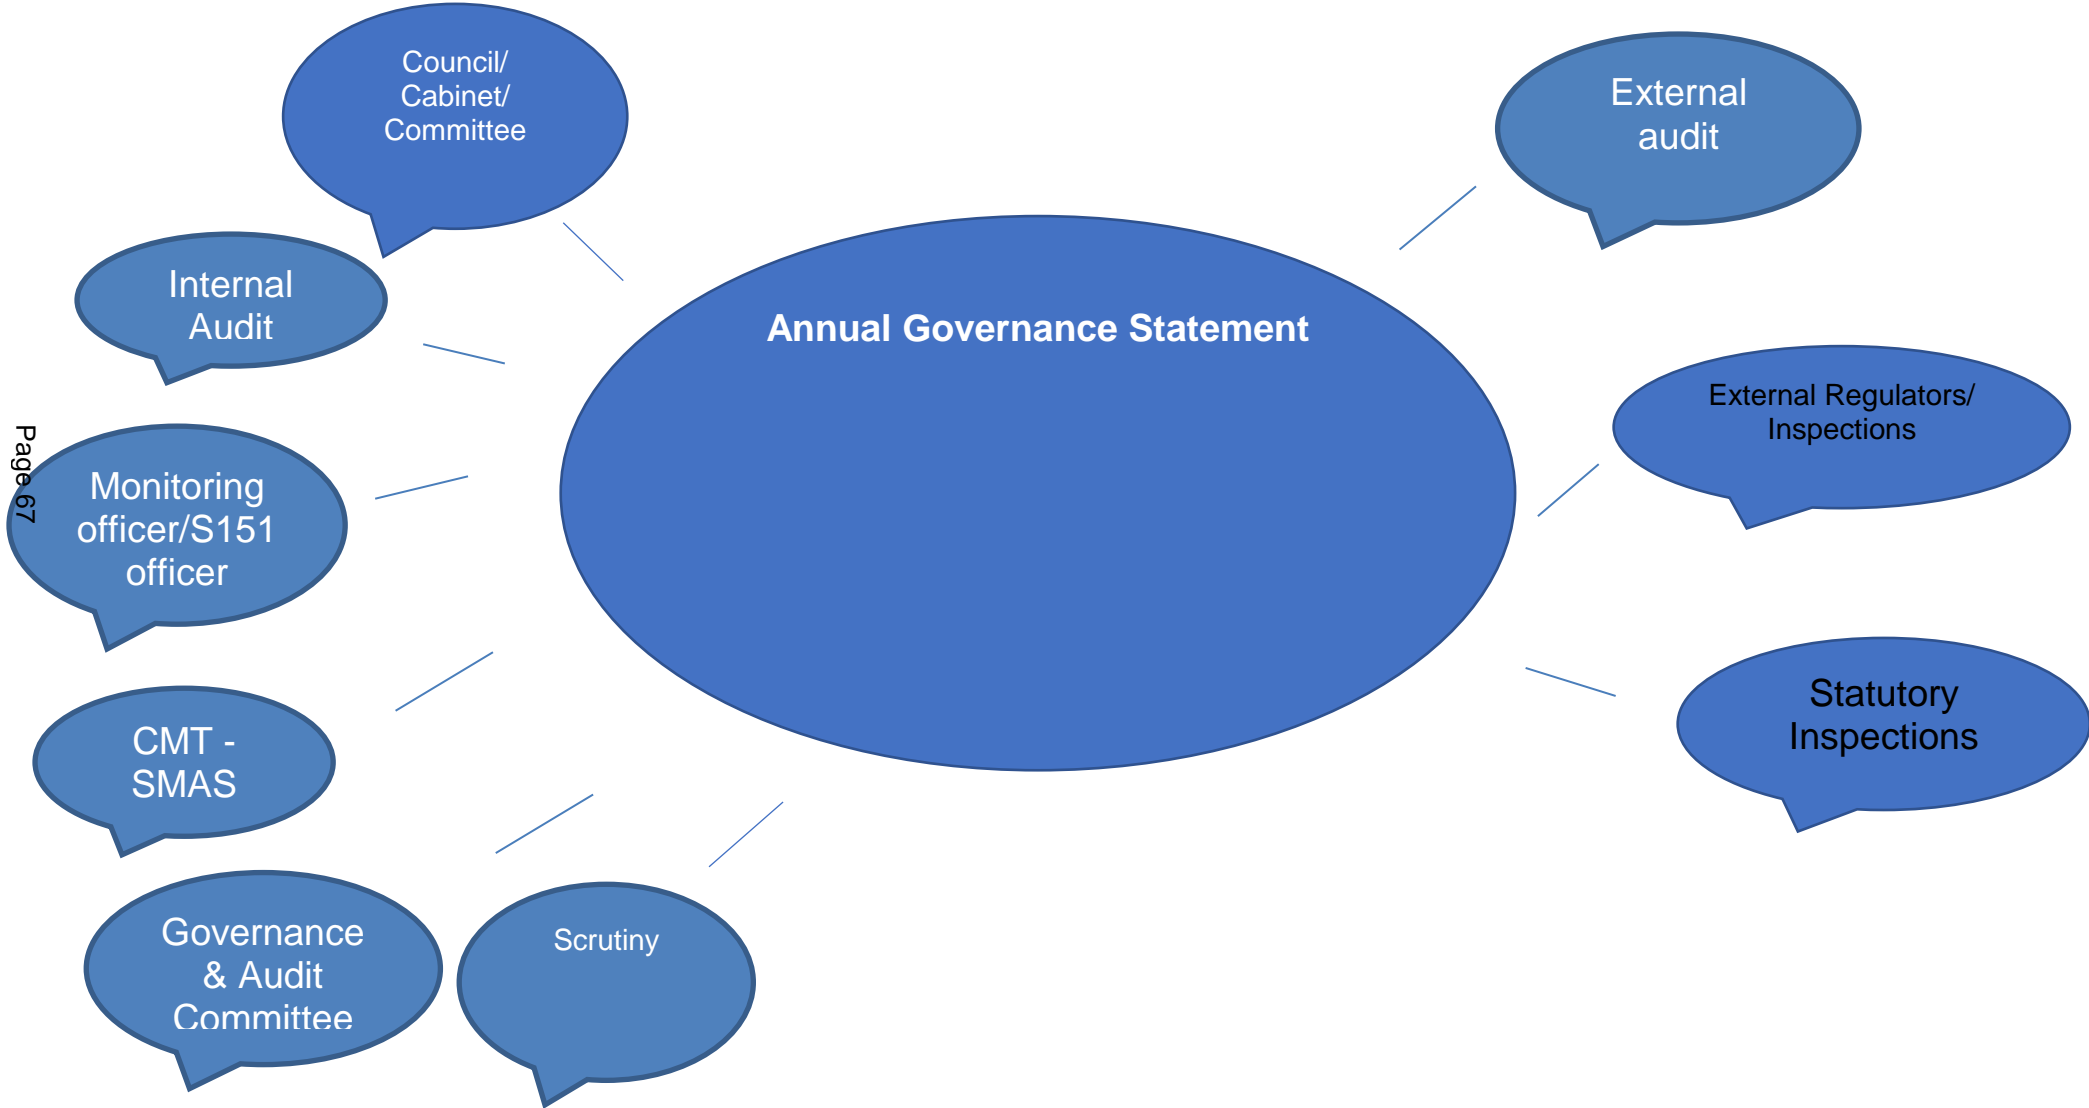 Council/
Cabinet/
Committee
External
audit
Internal
Audit
Annual Governance Statement
External Regulators/
Inspections
Page 67
Monitoring
officer/S151
officer
Statutory
Inspections
CMT -
SMAS
Governance
& Audit
Committee
Scrutiny